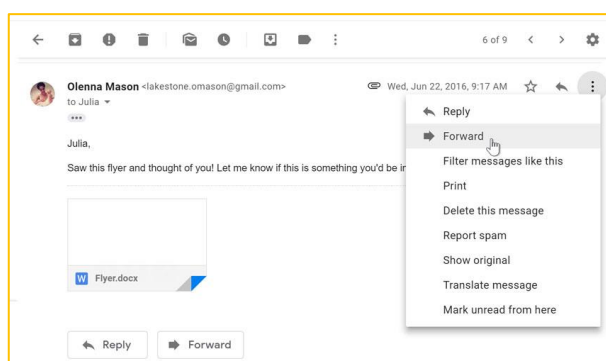 6 of 9
Olenna Mason <lakestone.omason@gmail.com>
Wed, Jun 22, 2016, 9:17 AM
to Julia
Julia,
Saw this flyer and thought of you! Let me know if this is something you'd be
W Flyer.docx
Reply
Forward
Reply
Forward
Filter messages like this
Print
Delete this message
Report spam
Show original
Translate message
Mark unread from here